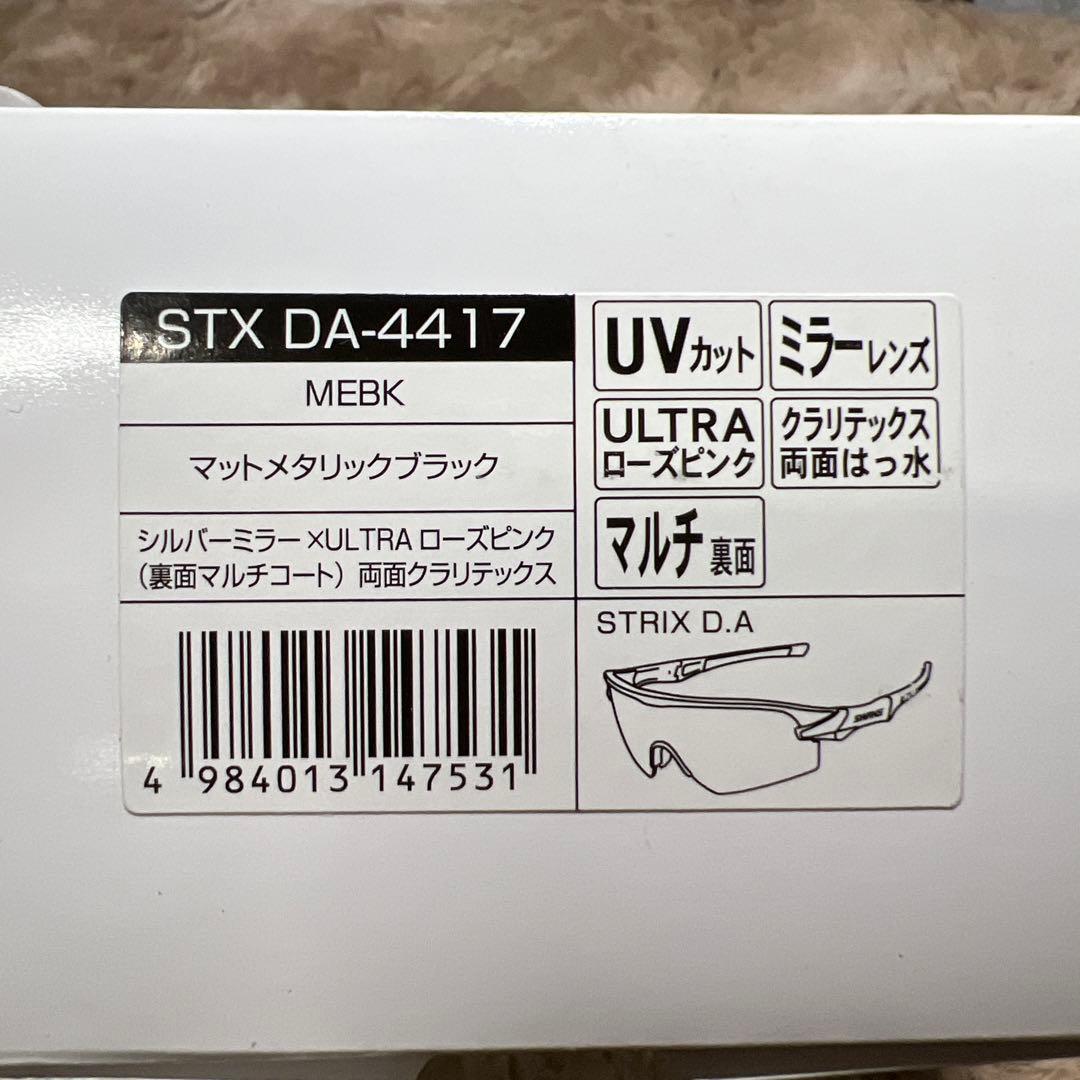 STX DA-4417
MEBK
マットメタリックブラック
シルバーミラー×ULTRA ローズピンク
(裏面マルチコート) 両面クラリテックス
4 984013 147531
UVカット
ミラーレンズ
ULTRA
ローズピンク
クラリテックス
両面はっ水
マルチ裏面
STRIX D.A
SWANS